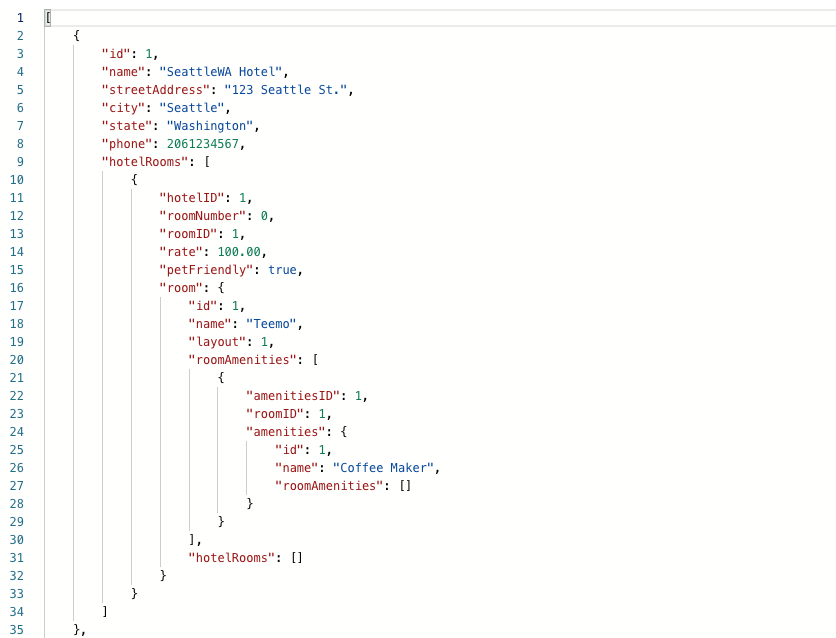 1 [
2 {
3 "id": 1,
4 "name": "SeattleWA Hotel",
5 "streetAddress": "123 Seattle St.",
6 "city": "Seattle",
7 "state": "Washington",
8 "phone": 2061234567,
9 "hotelRooms": [
10 {
11 "hotelID": 1,
12 "roomNumber": 0,
13 "roomID": 1,
14 "rate": 100.00,
15 "petFriendly": true,
16 "room": {
17 "id": 1,
18 "name": "Teemo",
19 "layout": 1,
20 "roomAmenities": [
21 {
22 "amenitiesID": 1,
23 "roomID": 1,
24 "amenities": {
25 "id": 1,
26 "name": "Coffee Maker",
27 "roomAmenities": []
28 }
29 }
30 ],
31 "hotelRooms": []
32 }
33 }
34 ]
35 },